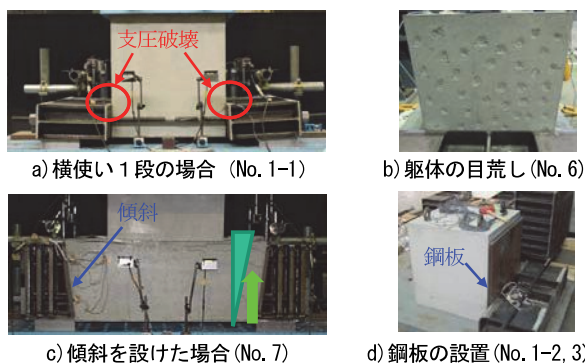 支圧破壊
a)横使い１段の場合 (No.1-1)
b)躯体の目荒し(No.6)
傾斜
鋼板
c)傾斜を設けた場合(No.7)
d)鋼板の設置(No.1-2,3)